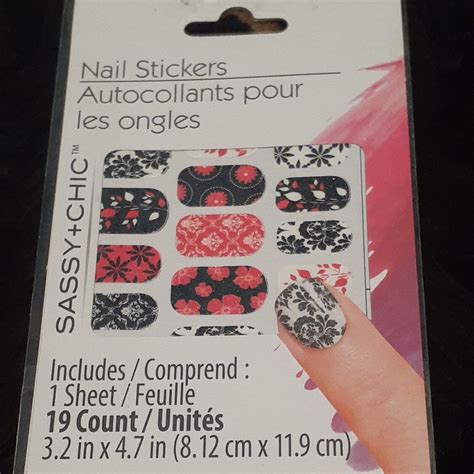 Nail Stickers
Autocollants pour
les ongles
SASSY+CHIC™
Includes / Comprend :
1 Sheet / Feuille
19 Count / Unités
3.2 in x 4.7 in (8.12 cm x 11.9 cm)